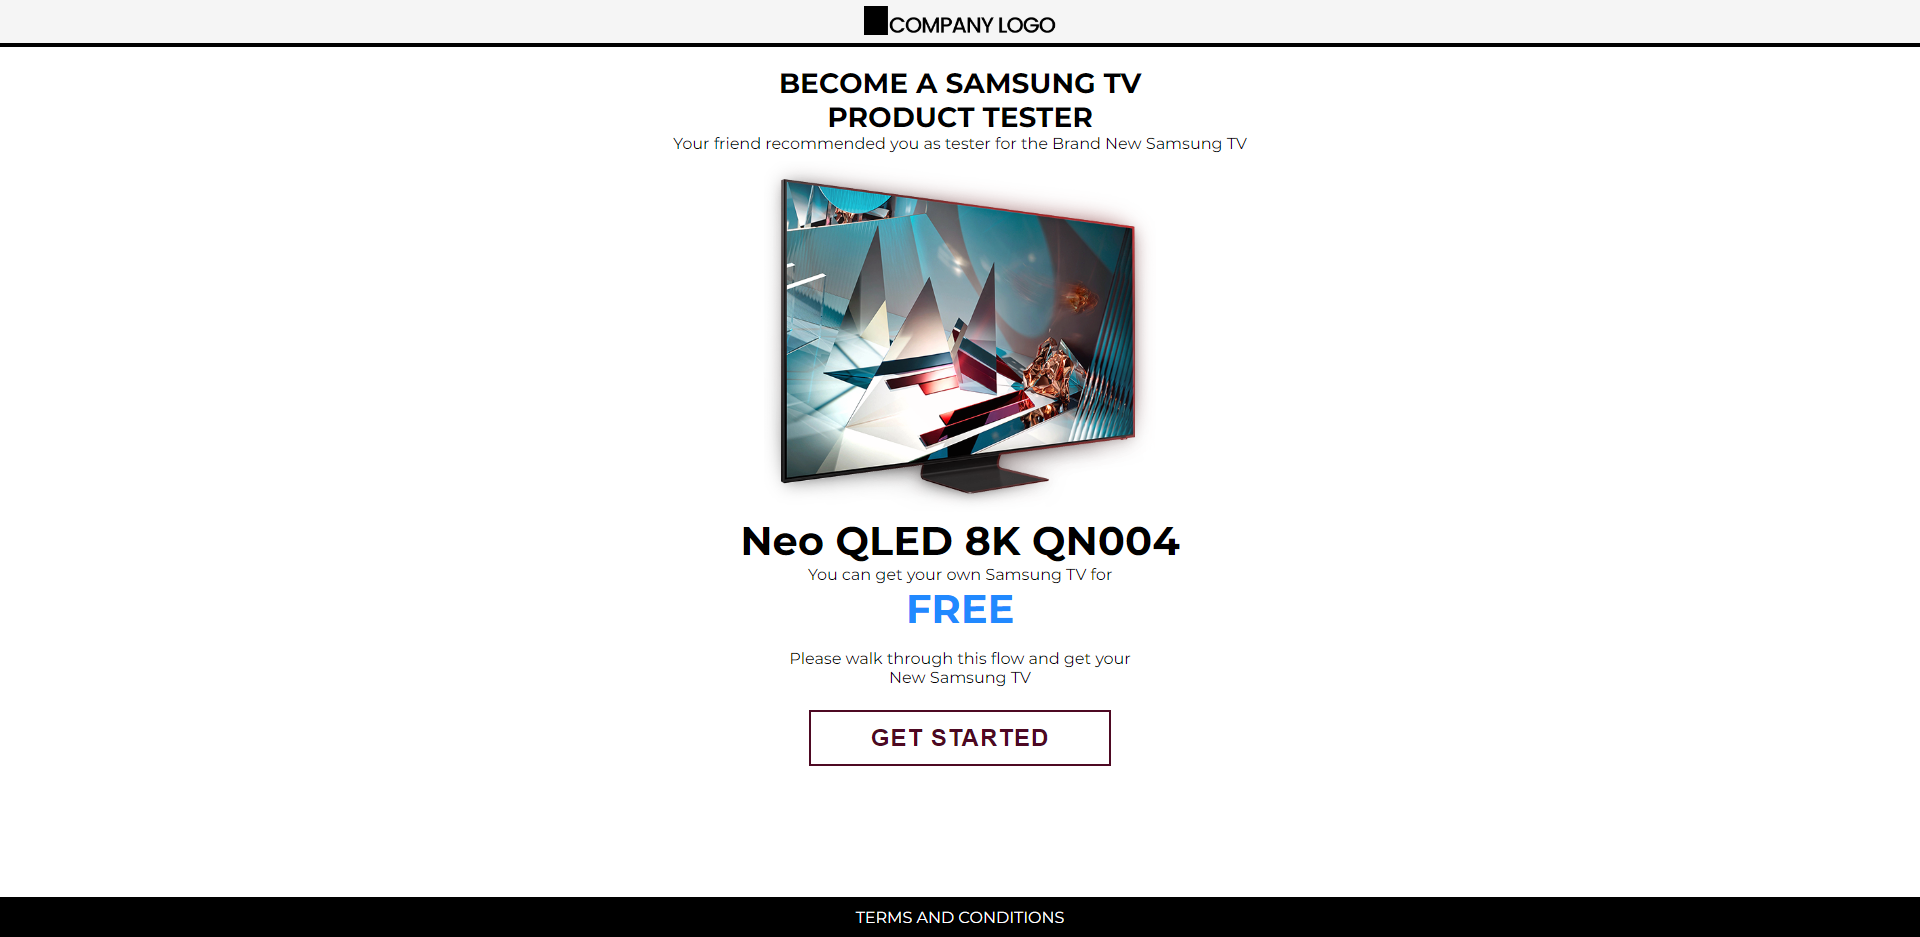 COMPANY LOGO
BECOME A SAMSUNG TV
PRODUCT TESTER
Your friend recommended you as tester for the Brand New Samsung TV
Neo QLED 8K QN004
You can get your own Samsung TV for
FREE
Please walk through this flow and get your
New Samsung TV
GET STARTED
TERMS AND CONDITIONS